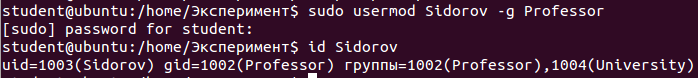 student@ubuntu:/home/Эксперимент$ sudo usermod Sidorov -g Professor
[sudo] password for student:
student@ubuntu:/home/Эксперимент$ id Sidorov
uid=1003(Sidorov) gid=1002(Professor) группы=1002(Professor),1004(University)